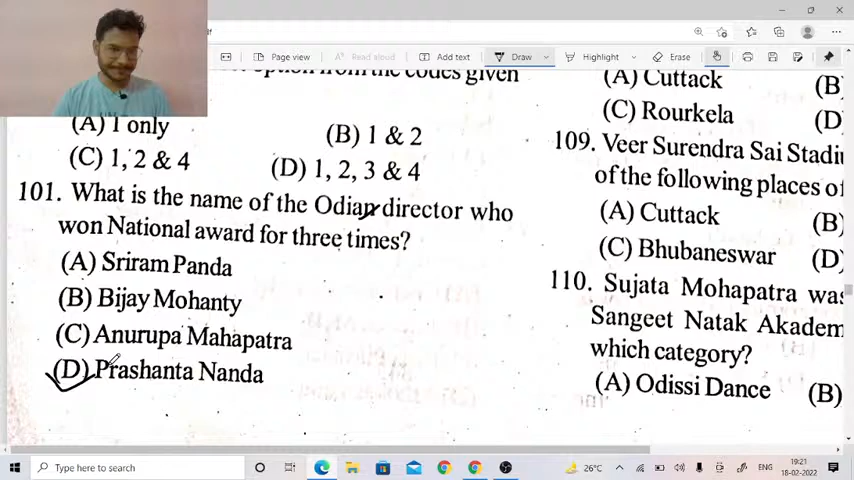 df
Page view
Read aloud
Add text
Draw
Highlight
Erase
option from the codes given
(A) 1 only
(B) 1 & 2
(C) 1, 2 & 4
(D) 1, 2, 3 & 4
101. What is the name of the Odian director who
won National award for three times?
(A) Sriram Panda
(B) Bijay Mohanty
(C) Anurupa Mahapatra
(D) Prashanta Nanda
(A) Cuttack
(B)
(C) Rourkela
(D)
109. Veer Surendra Sai Stadi
of the following places of
(A) Cuttack
(B)
(C) Bhubaneswar
(D)
110. Sujata Mohapatra was
Sangeet Natak Akadem
which category?
(A) Odissi Dance
(B)
Type here to search
26°C
ENG
19:21
18-02-2022